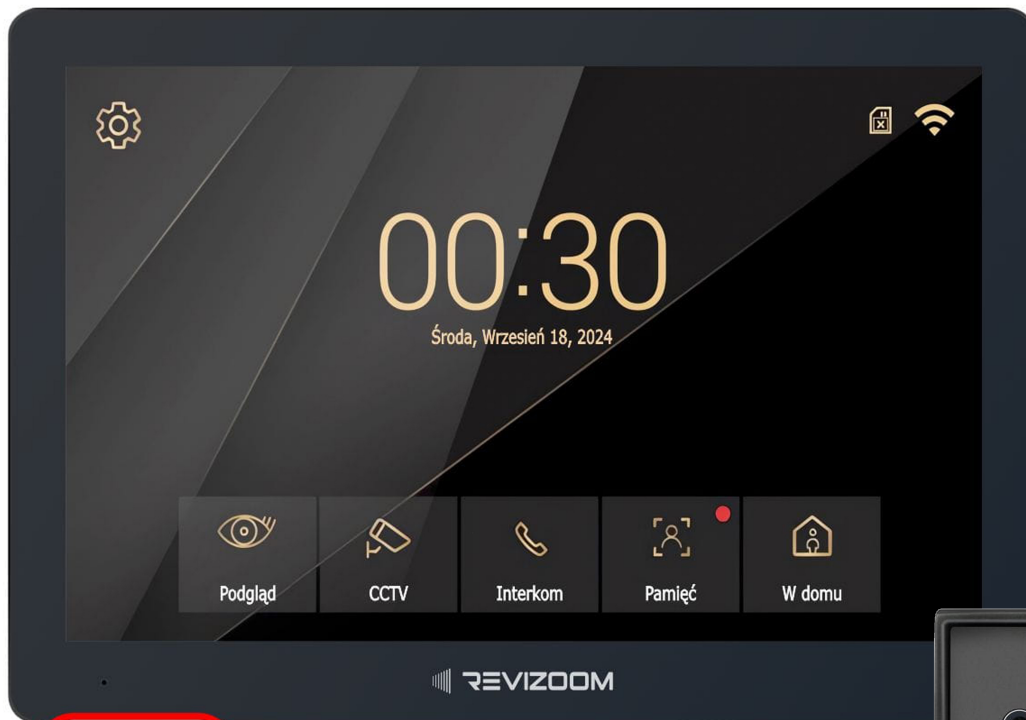 00:30
Środa, Wrzesień 18, 2024
Podgląd
CCTV
Interkom
Pamięć
W domu
REVIZOOM